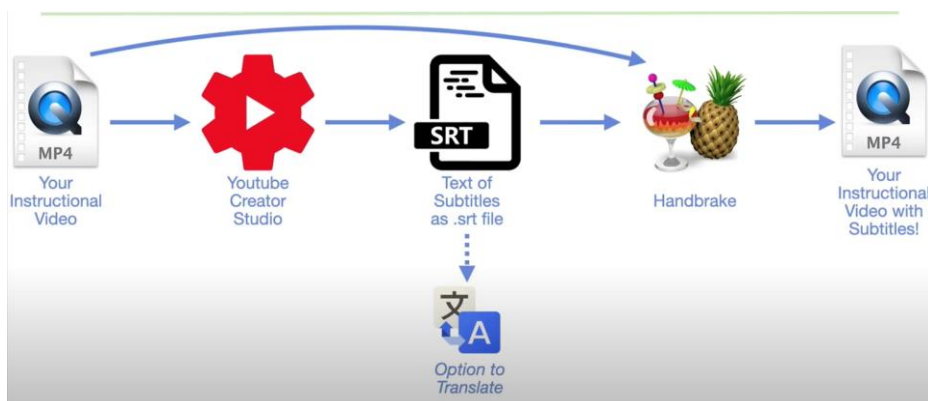 MP4
Your
Instructional
Video
Youtube
Creator
Studio
SRT
Text of
Subtitles
as .srt file
Handbrake
MP4
Your
Instructional
Video with
Subtitles!
文
A
Option to
Translate